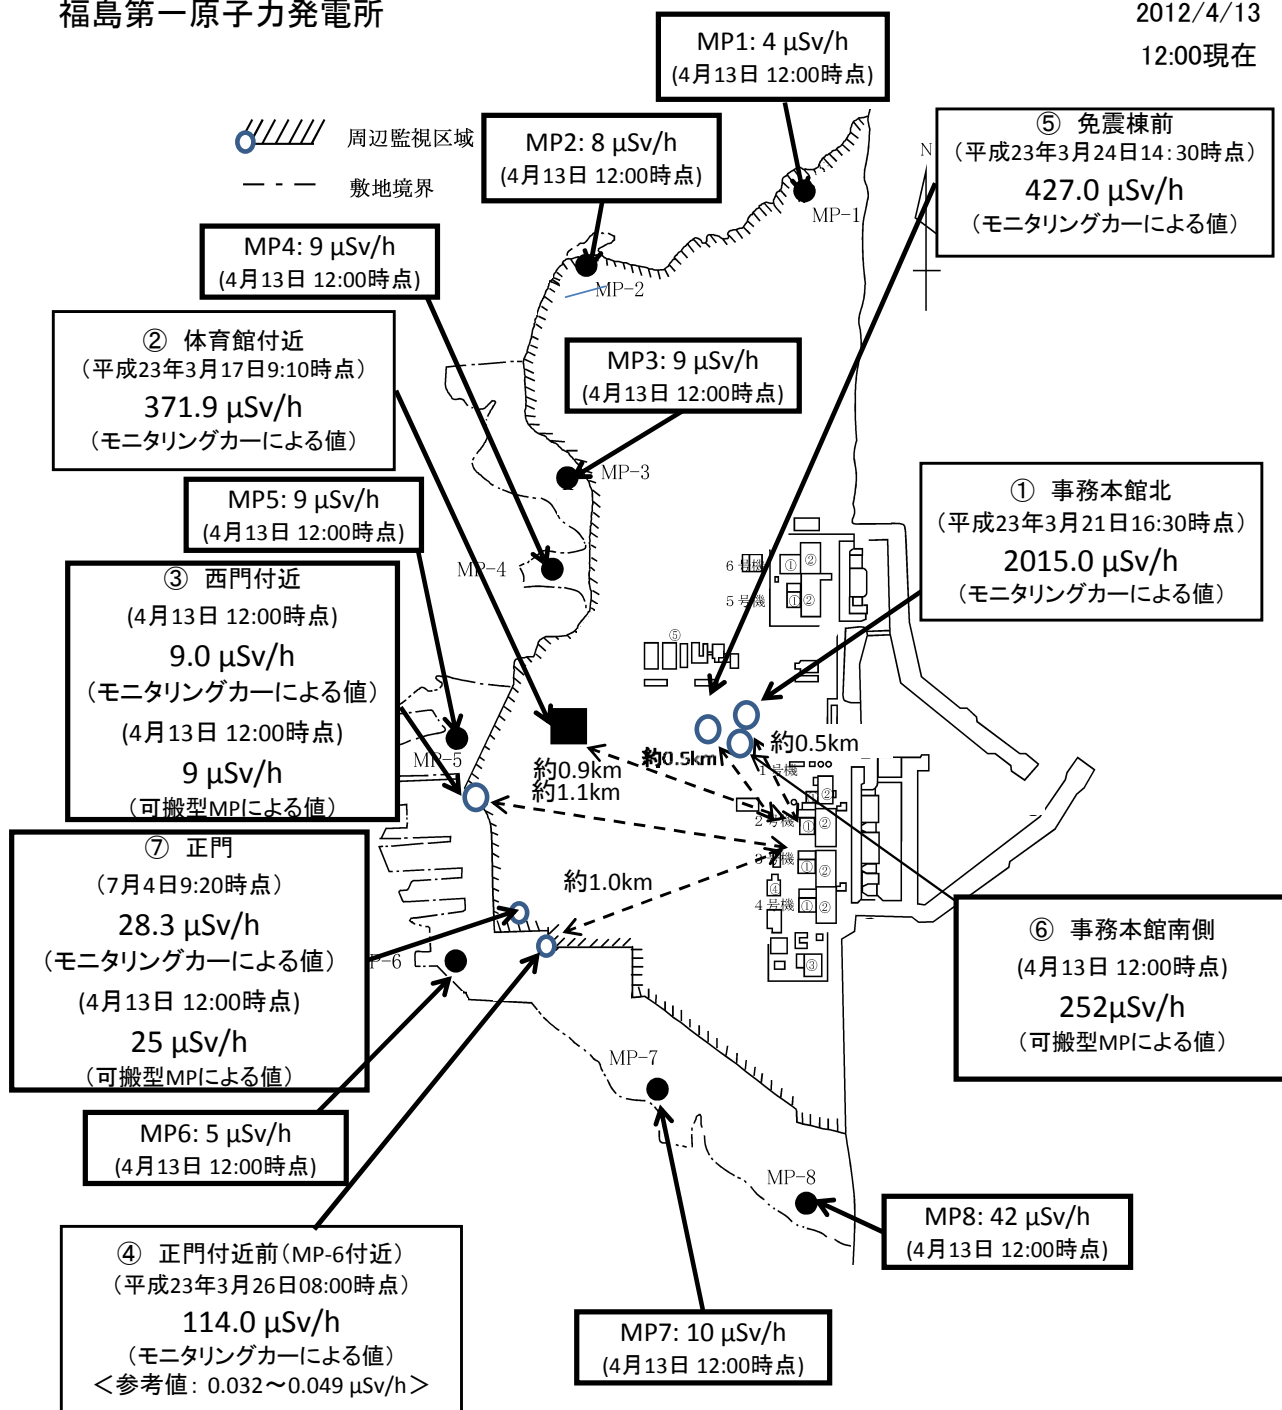 福島第一原子力発電所
2012/4/13
12:00現在
周辺監視区域
敷地境界
MP1: 4 μSv/h
(4月13日 12:00時点)
MP2: 8 μSv/h
(4月13日 12:00時点)
⑤ 免震棟前
(平成23年3月24日14:30時点)
427.0 μSv/h
(モニタリングカーによる値)
N
MP-1
MP4: 9 μSv/h
(4月13日 12:00時点)
MP-2
② 体育館付近
(平成23年3月17日9:10時点)
371.9 μSv/h
(モニタリングカーによる値)
MP3: 9 μSv/h
(4月13日 12:00時点)
MP-3
MP5: 9 μSv/h
(4月13日 12:00時点)
① 事務本館北
(平成23年3月21日16:30時点)
2015.0 μSv/h
(モニタリングカーによる値)
MP-4
③ 西門付近
(4月13日 12:00時点)
9.0 μSv/h
(モニタリングカーによる値)
(4月13日 12:00時点)
9 μSv/h
(可搬型MPによる値)
6号機
①
②
5号機
①
②
⑤
MP-5
約0.9km
約1.1km
約0.5km
約0.5km
1号機
②
2号機
①
②
3号機
①
②
④
4号機
①
②
③
約1.0km
⑦ 正門
(7月4日9:20時点)
28.3 μSv/h
(モニタリングカーによる値)
(4月13日 12:00時点)
25 μSv/h
(可搬型MPによる値)
P-6
⑥ 事務本館南側
(4月13日 12:00時点)
252μSv/h
(可搬型MPによる値)
MP-7
MP6: 5 μSv/h
(4月13日 12:00時点)
MP-8
MP8: 42 μSv/h
(4月13日 12:00時点)
④ 正門付近前(MP-6付近)
(平成23年3月26日08:00時点)
114.0 μSv/h
(モニタリングカーによる値)
<参考値: 0.032~0.049 μSv/h>
MP7: 10 μSv/h
(4月13日 12:00時点)